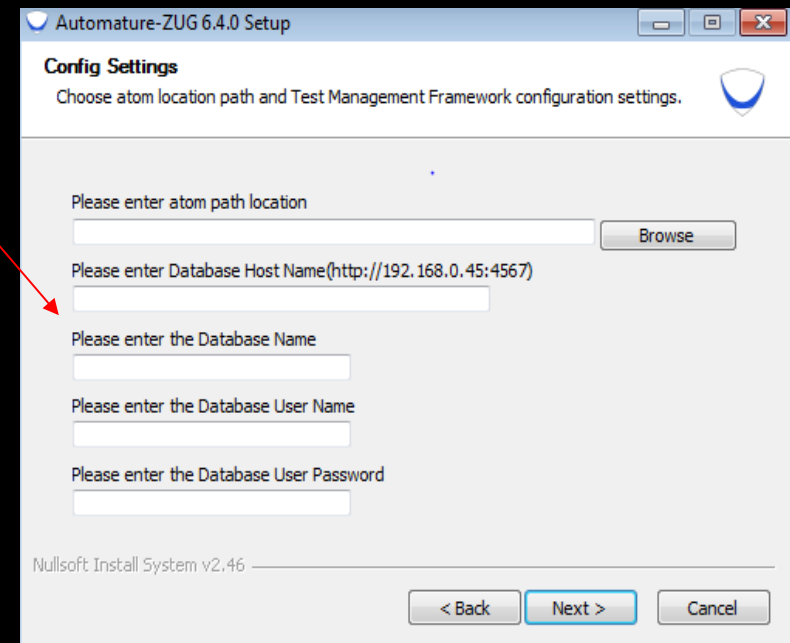 Automature-ZUG 6.4.0 Setup
Config Settings
Choose atom location path and Test Management Framework configuration settings.
Please enter atom path location
Browse
Please enter Database Host Name(http://192.168.0.45:4567)
Please enter the Database Name
Please enter the Database User Name
Please enter the Database User Password
Nullsoft Install System v2.46
< Back Next > Cancel